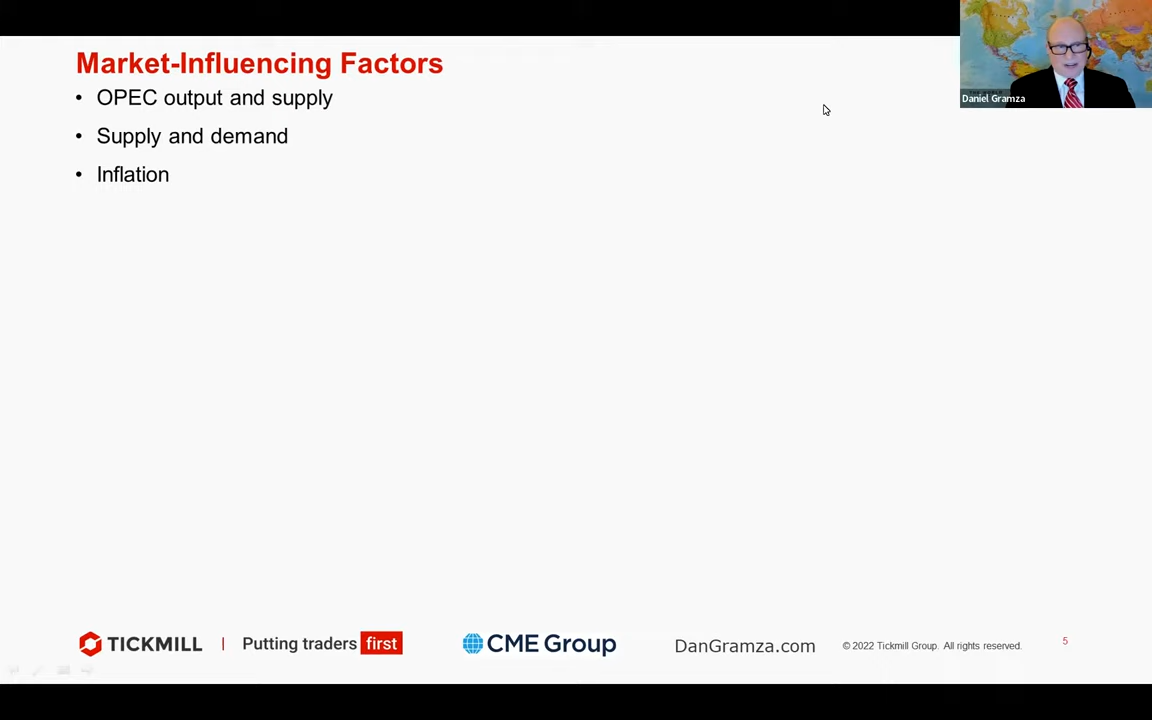 Market-Influencing Factors
• OPEC output and supply
• Supply and demand
• Inflation
Daniel Gramza
TICKMILL | Putting traders first
CME Group
DanGramza.com
© 2022 Tickmill Group. All rights reserved.
5